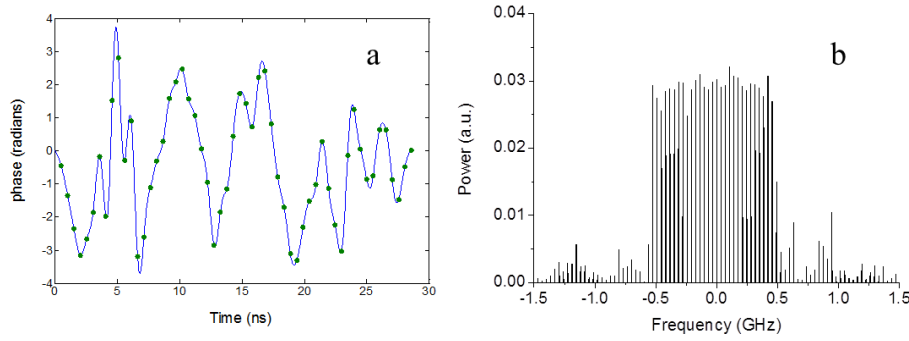 a
phase (radians)
4
3
2
1
0
-1
-2
-3
-4
0 5 10 15 20 25 30
Time (ns)
b
Power (a.u.)
0.04
0.03
0.02
0.01
0.00
-1.5 -1.0 -0.5 0.0 0.5 1.0 1.5
Frequency (GHz)